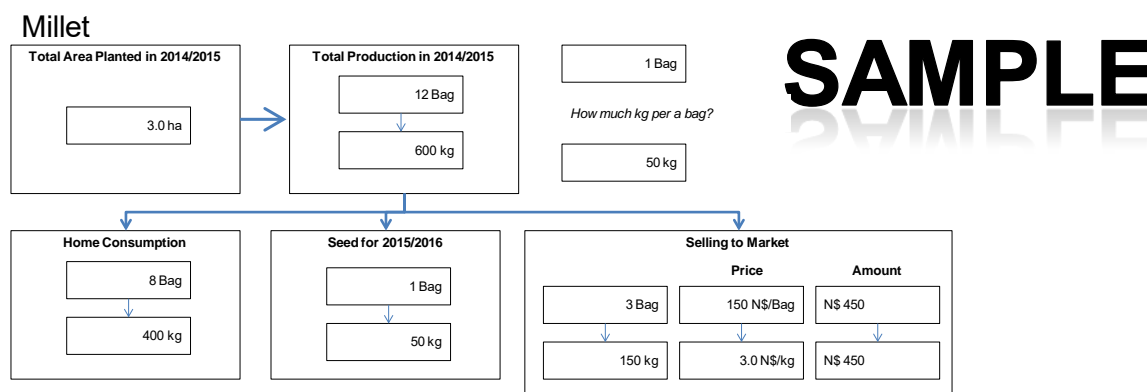 Millet
SAMPLE
Total Area Planted in 2014/2015
3.0 ha
Total Production in 2014/2015
12 Bag
600 kg
1 Bag
How much kg per a bag?
50 kg
Home Consumption
8 Bag
400 kg
Seed for 2015/2016
1 Bag
50 kg
Selling to Market
Price Amount
3 Bag 150 N$/Bag N$ 450
150 kg 3.0 N$/kg N$ 450